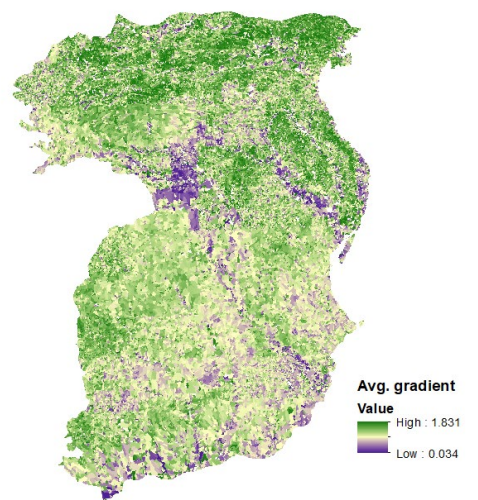 Avg. gradient
Value
High : 1.831
Low : 0.034